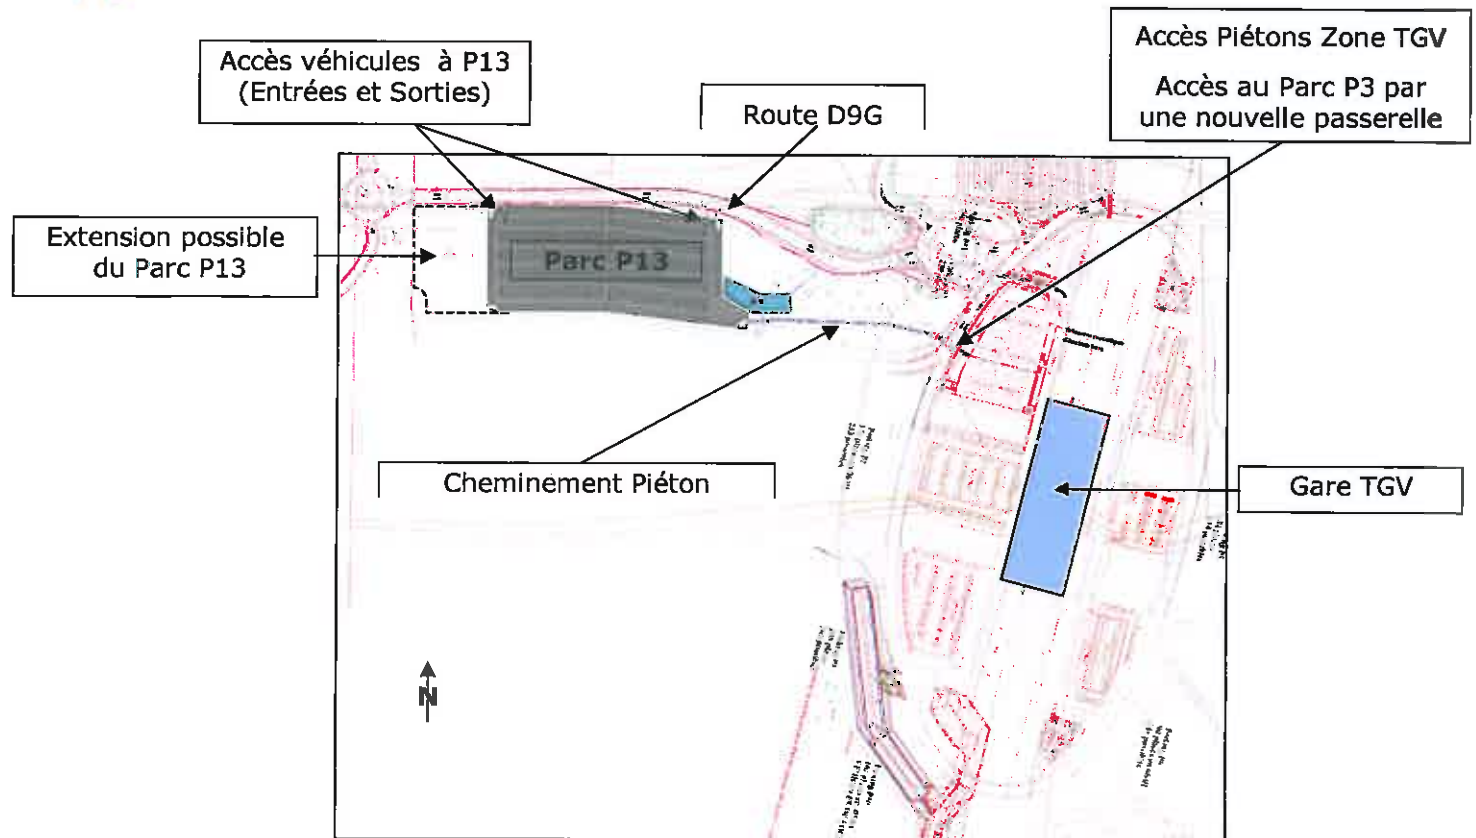 Accès véhicules à P13
(Entrées et Sorties)
Route D9G
Accès Piétons Zone TGV
Accès au Parc P3 par
une nouvelle passerelle
Extension possible
du Parc P13
Parc P13
Cheminement Piéton
Gare TGV
N